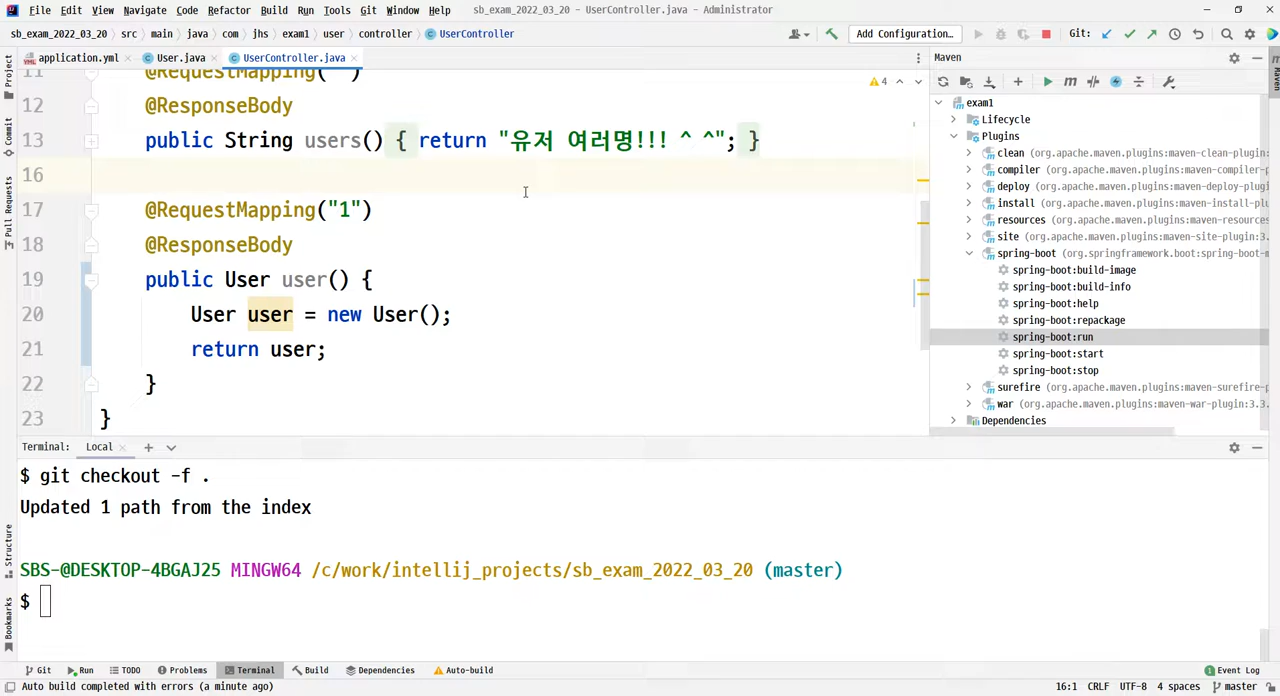 File Edit View Navigate Code Refactor Build Run Tools Git Window Help sb_exam_2022_03_20 - UserController.java - Administrator
sb_exam_2022_03_20 src main java com jhs exam1 user controller UserController Add Configuration... Git:
application.yml User.java UserController.java
Project
Commit
Pull Requests
Structure
Bookmarks
4
11 @RequestMapping("")
12 @ResponseBody
13 public String users() { return "유저 여러명!!! ^ ^"; }
16
17 @RequestMapping("1")
18 @ResponseBody
19 public User user() {
20 User user = new User();
21 return user;
22 }
23 }
Maven
Maven
exam1
Lifecycle
Plugins
clean (org.apache.maven.plugins:maven-clean-plugin:
compiler (org.apache.maven.plugins:maven-compiler-p
deploy (org.apache.maven.plugins:maven-deploy-plugi
install (org.apache.maven.plugins:maven-install-plu
resources (org.apache.maven.plugins:maven-resources
site (org.apache.maven.plugins:maven-site-plugin:3.
spring-boot (org.springframework.boot:spring-boot-m
spring-boot:build-image
spring-boot:build-info
spring-boot:help
spring-boot:repackage
spring-boot:run
spring-boot:start
spring-boot:stop
surefire (org.apache.maven.plugins:maven-surefire-p
war (org.apache.maven.plugins:maven-war-plugin:3.3.
Dependencies
Terminal: Local
$ git checkout -f .
Updated 1 path from the index
SBS-@DESKTOP-4BGAJ25 MINGW64 /c/work/intellij_projects/sb_exam_2022_03_20 (master)
$
Git Run TODO Problems Terminal Build Dependencies Auto-build 1 Event Log
Auto build completed with errors (a minute ago) 16:1 CRLF UTF-8 4 spaces master